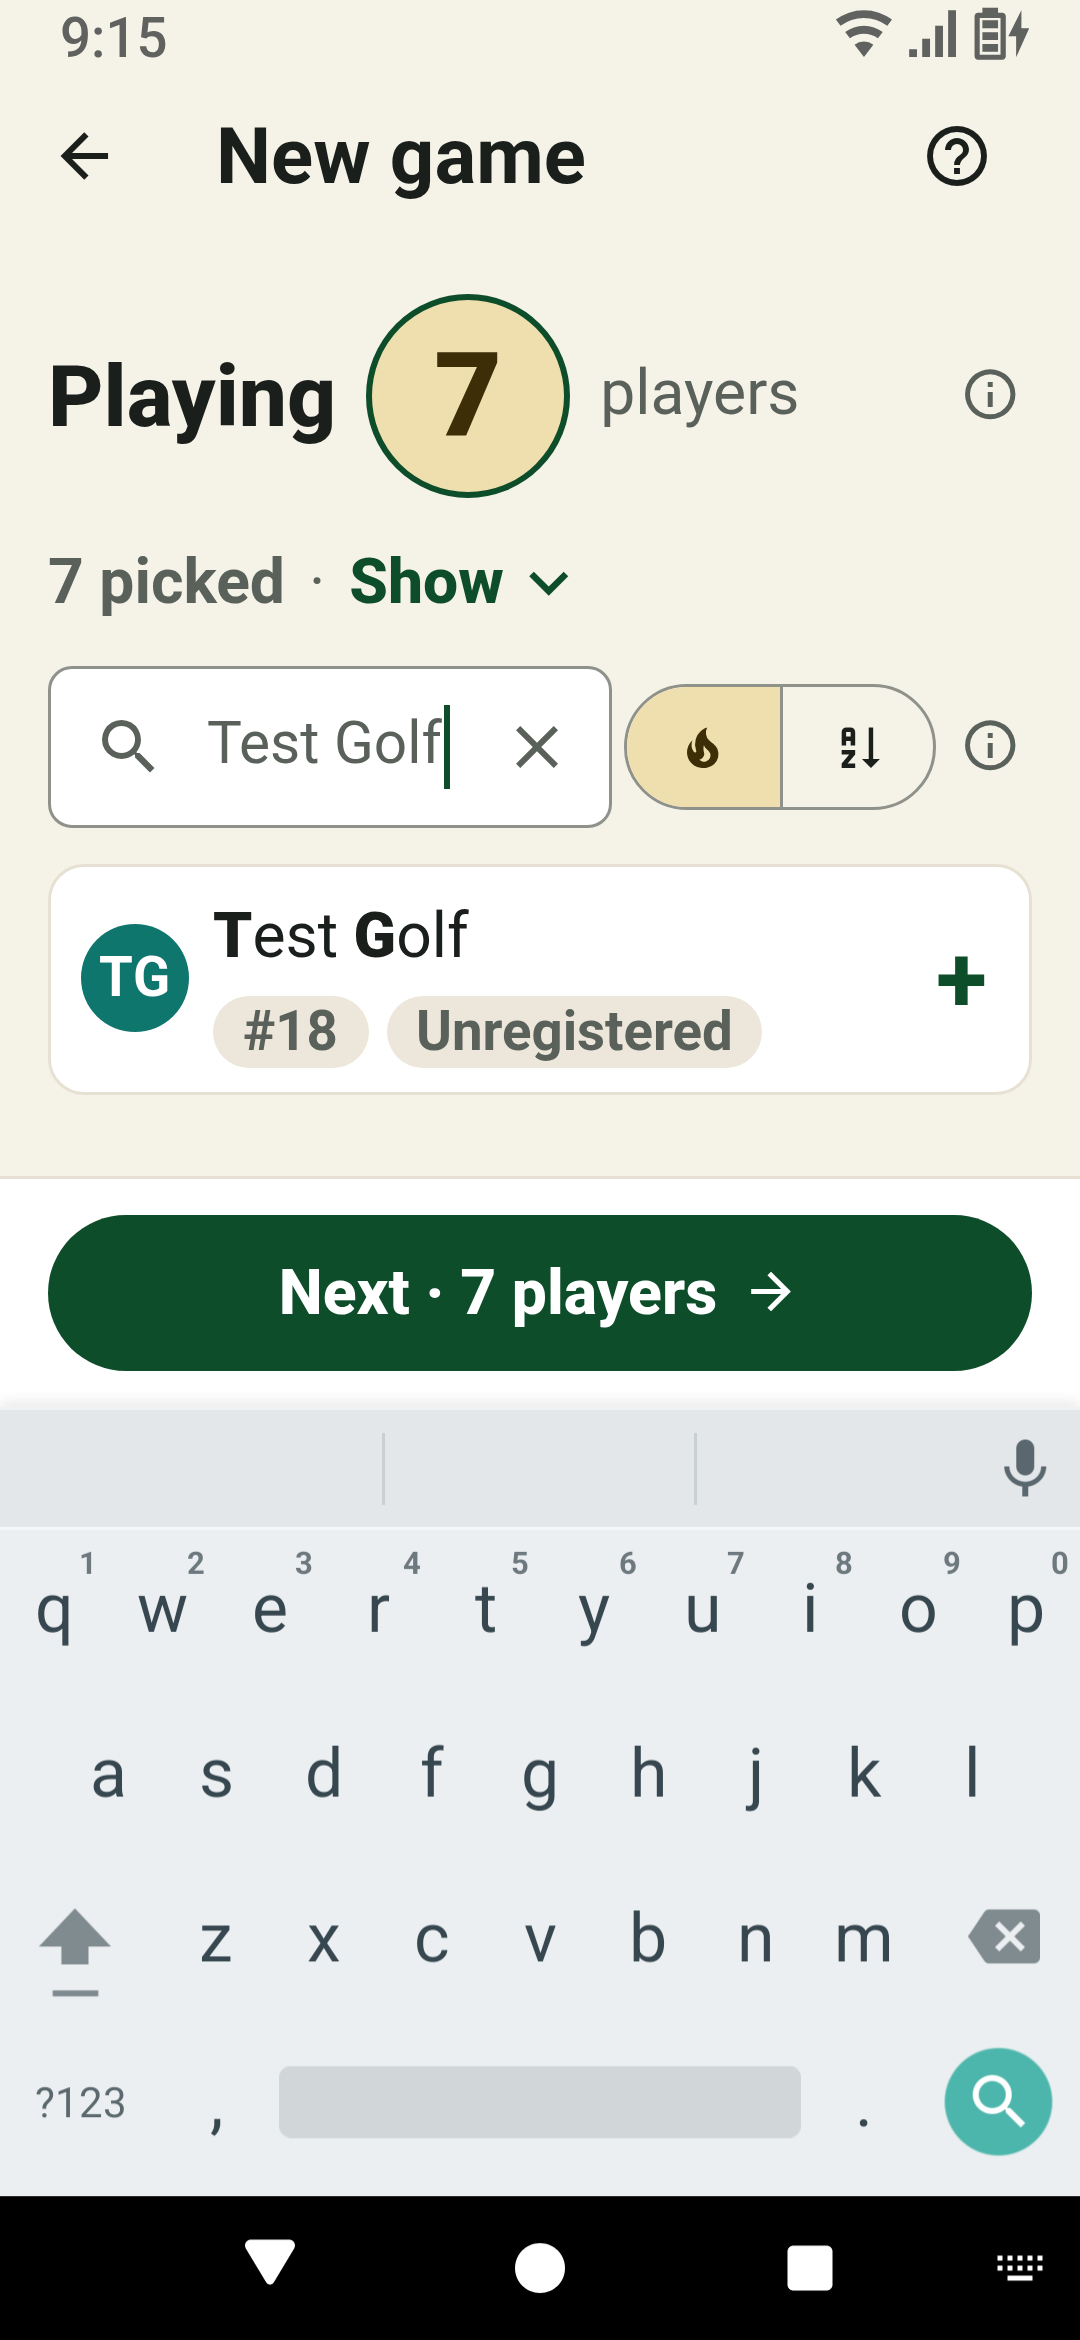 9:15
New game
Playing 7 players
7 picked · Show
Test Golf
A
Z
Test Golf
TG
#18 Unregistered
Next · 7 players
1 2 3 4 5 6 7 8 9 0
q w e r t y u i o p
a s d f g h j k l
z x c v b n m
?123 , .